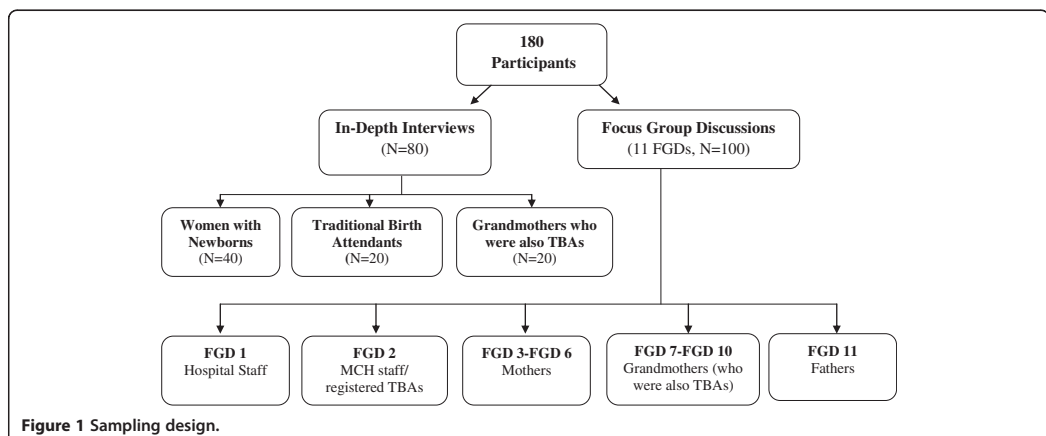 180
Participants
In-Depth Interviews
(N=80)
Focus Group Discussions
(11 FGDs, N=100)
Women with
Newborns
(N=40)
Traditional Birth
Attendants
(N=20)
Grandmothers who
were also TBAs
(N=20)
FGD 1
Hospital Staff
FGD 2
MCH staff/
registered TBAs
FGD 3-FGD 6
Mothers
FGD 7-FGD 10
Grandmothers (who
were also TBAs)
FGD 11
Fathers
Figure 1 Sampling design.